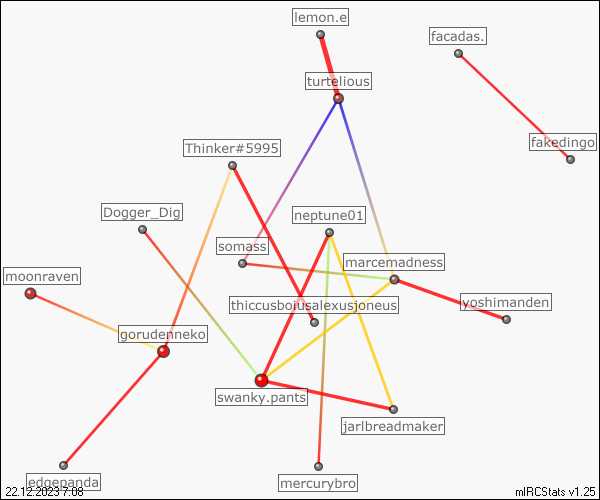 lemon.e
facadas.
turtelious
fakedingo
Thinker#5995
Dogger_Dig
neptune01
somass
marcemadness
moonraven
thiccusboiusalexusjoneus
yoshimanden
gorudenneko
swanky.pants
jarlbreadmaker
edgepanda
mercurybro
22.12.2023 7:08
mIRCStats v1.25